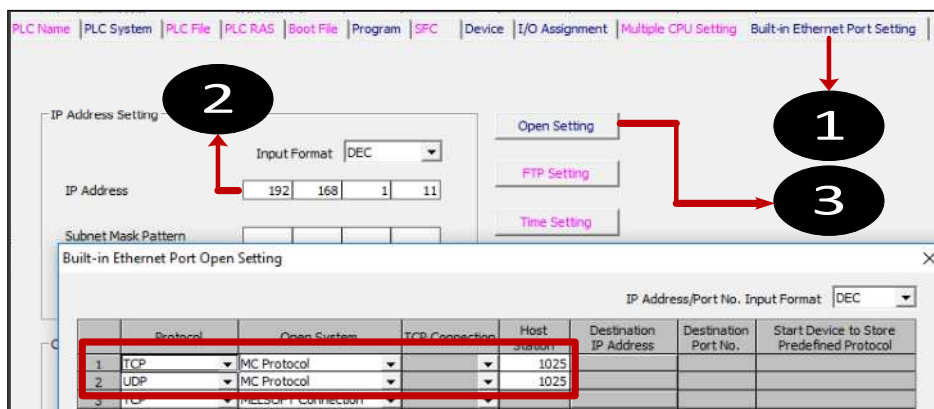 PLC Name PLC System PLC File PLC RAS Boot File Program SFC Device I/O Assignment Multiple CPU Setting Built-in Ethernet Port Setting
2
1
3
IP Address Setting
Input Format DEC
IP Address 192 168 1 11
Subnet Mask Pattern
Open Setting
FTP Setting
Time Setting
Built-in Ethernet Port Open Setting
IP Address/Port No. Input Format DEC
Protocol Open System TCP Connection Host Station Destination IP Address Destination Port No. Start Device to Store Predefined Protocol
1 TCP MC Protocol 1025
2 UDP MC Protocol 1025
3 TCP MELSOFT Connection